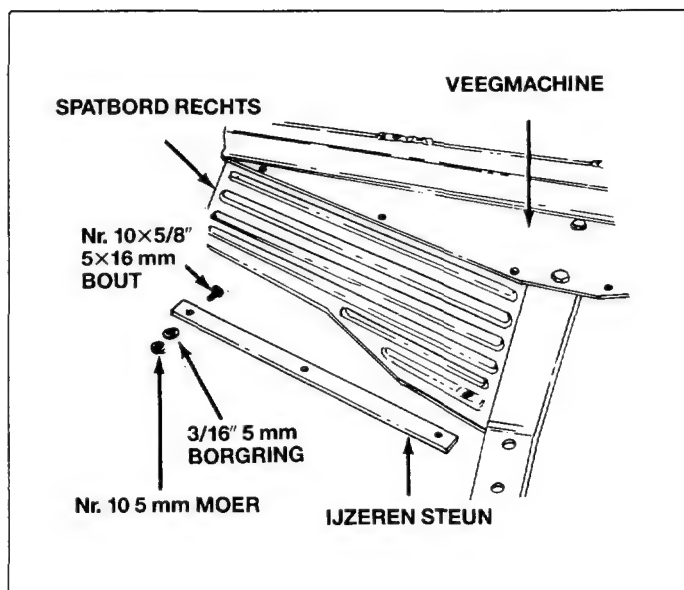 VEEGMACHINE
SPATBORD RECHTS
Nr. 10×5/8"
5×16 mm
BOUT
3/16" 5 mm
BORGRING
Nr. 10 5 mm MOER
IJZEREN STEUN